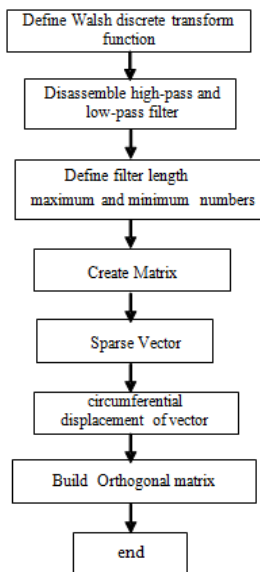 Define Walsh discrete transform
function
Disassemble high-pass and
low-pass filter
Define filter length
maximum and minimum numbers
Create Matrix
Sparse Vector
circumferential
displacement of vector
Build Orthogonal matrix
end